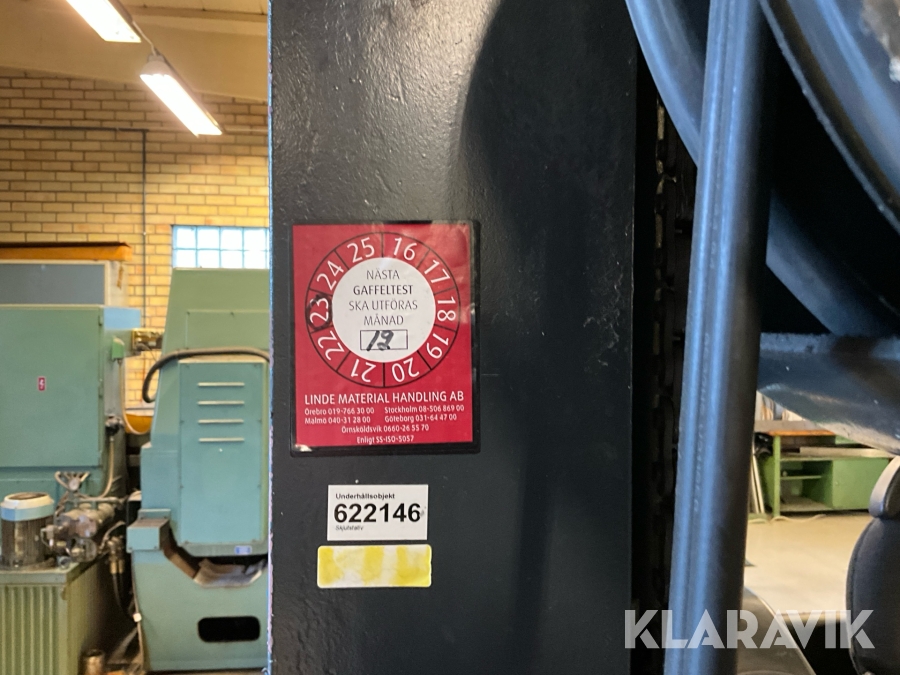 16
17
18
19
20
21
22
23
24
25
NÄSTA
GAFFELTEST
SKA UTFÖRAS
MÅNAD
12
LINDE MATERIAL HANDLING AB
Örebro 019-766 30 00 Stockholm 08-506 869 00
Malmö 040-31 28 00 Göteborg 031-64 47 00
Örnsköldsvik 0660-26 55 70
Enligt SS-ISO-5057
Underhållsobjekt
622146
Skjutstativ
KLARAVIK